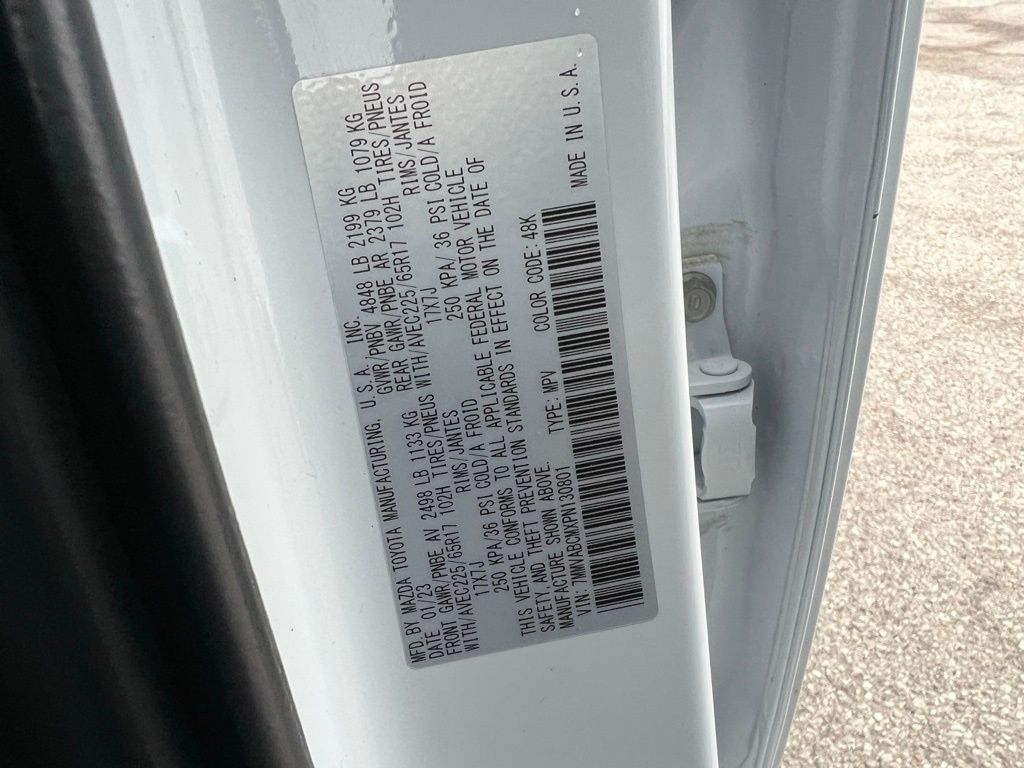 MFD. BY MAZDA TOYOTA MANUFACTURING, U.S.A., INC.
DATE 01/23 GVWR/PNBV 4848 LB 2199 KG
FRONT GAWR/PNBE AV 2498 LB 1133 KG REAR GAWR/PNBE AR 2379 LB 1079 KG
WITH/AVEC225/65R17 102H TIRES/PNEUS WITH/AVEC225/65R17 102H TIRES/PNEUS
17X7J RIMS/JANTES 17X7J RIMS/JANTES
250 KPA/36 PSI COLD/A FROID 250 KPA/ 36 PSI COLD/A FROID
THIS VEHICLE CONFORMS TO ALL APPLICABLE FEDERAL MOTOR VEHICLE
SAFETY, AND THEFT PREVENTION STANDARDS IN EFFECT ON THE DATE OF
MANUFACTURE SHOWN ABOVE.
VIN: 7MMVABCMXPN130801 TYPE: MPV COLOR CODE: 48K
MADE IN U.S.A.